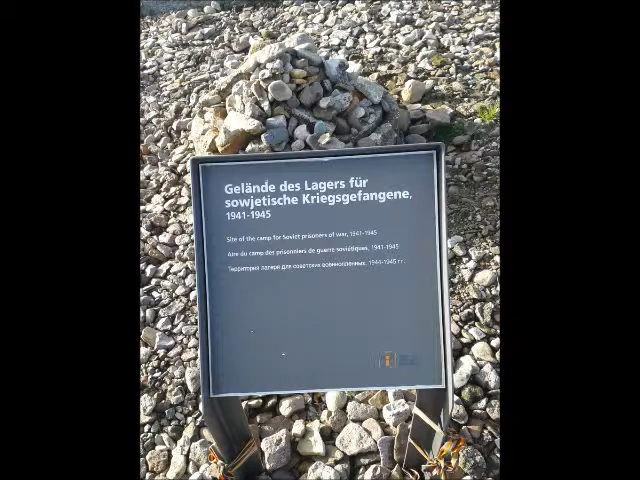 Gelände des Lagers für
sowjetische Kriegsgefangene,
1941-1945
Site of the camp for Soviet prisoners of war, 1941-1945
Aire du camp des prisonniers de guerre soviétiques, 1941-1945
Территория лагеря для советских военнопленных, 1941-1945 гг.